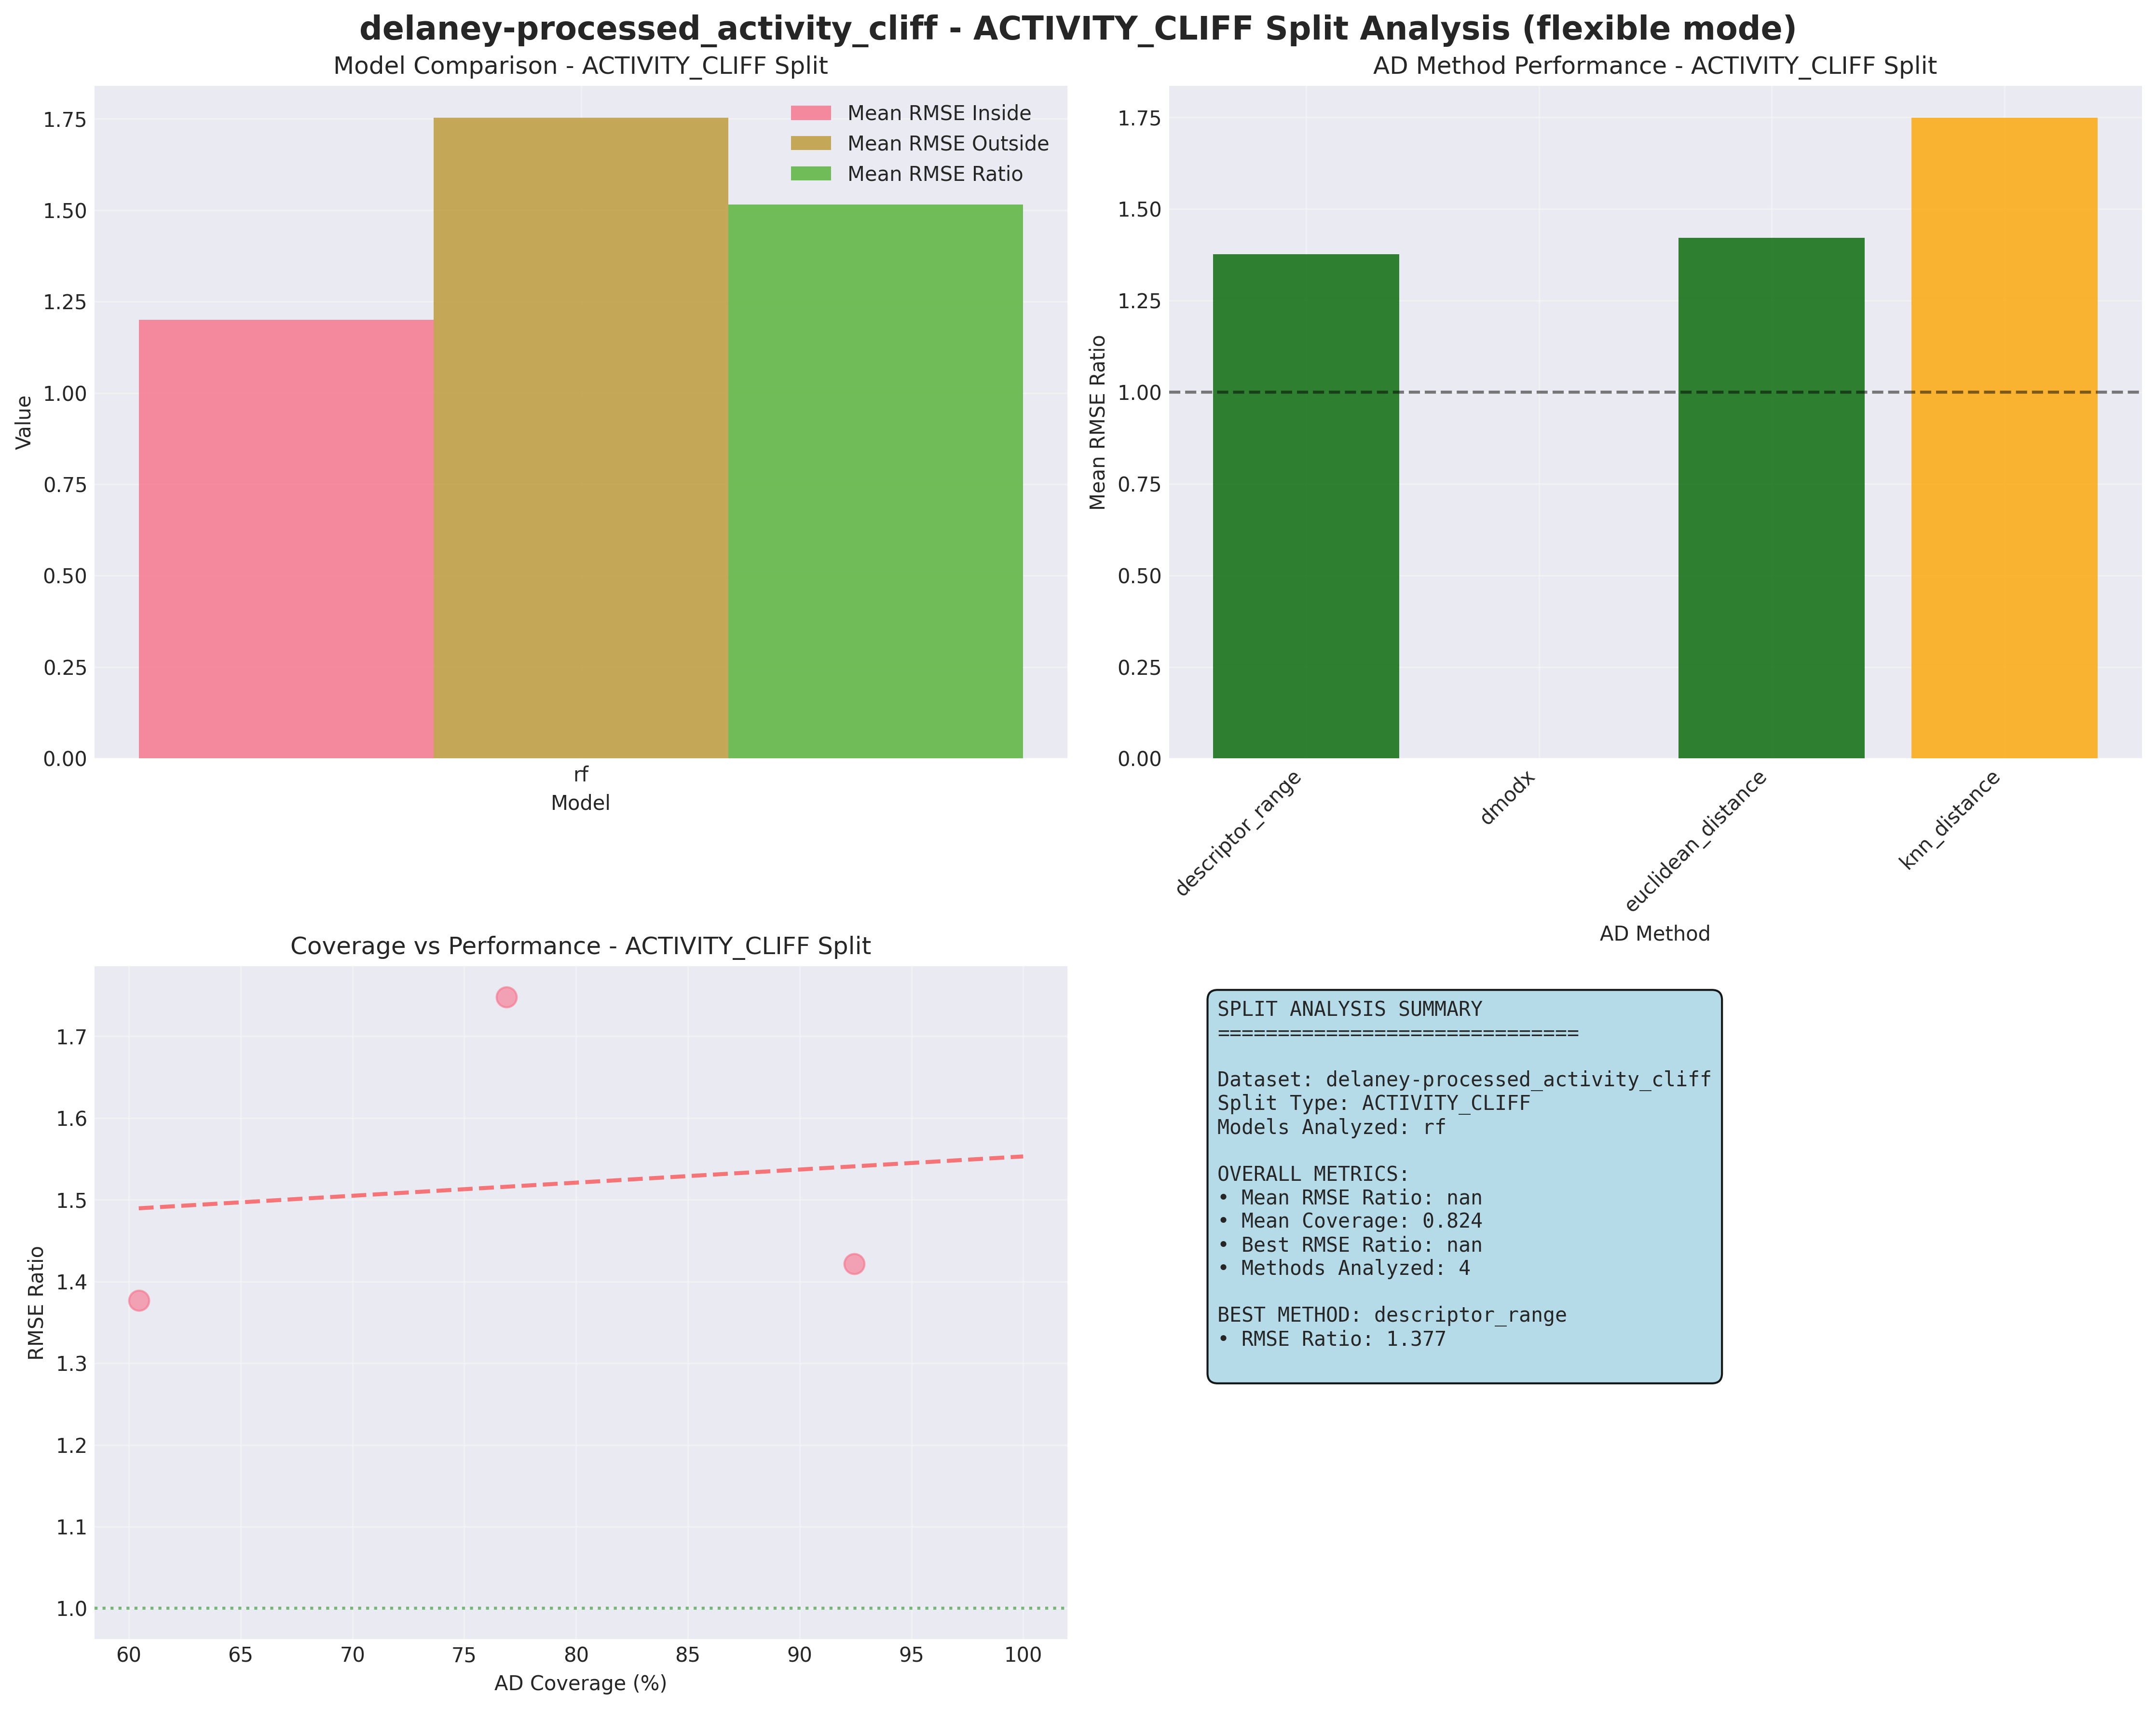 delaney-processed_activity_cliff - ACTIVITY_CLIFF Split Analysis (flexible mode)
Model Comparison - ACTIVITY_CLIFF Split
Mean RMSE Inside
Mean RMSE Outside
Mean RMSE Ratio
1.75
1.50
1.25
1.00
0.75
0.50
0.25
0.00
Value
rf
Model
AD Method Performance - ACTIVITY_CLIFF Split
1.75
1.50
1.25
1.00
0.75
0.50
0.25
0.00
Mean RMSE Ratio
descriptor_range
dmodx
euclidean_distance
knn_distance
AD Method
Coverage vs Performance - ACTIVITY_CLIFF Split
1.7
1.6
1.5
1.4
1.3
1.2
1.1
1.0
RMSE Ratio
60 65 70 75 80 85 90 95 100
AD Coverage (%)
SPLIT ANALYSIS SUMMARY
==============================
Dataset: delaney-processed_activity_cliff
Split Type: ACTIVITY_CLIFF
Models Analyzed: rf
OVERALL METRICS:
• Mean RMSE Ratio: nan
• Mean Coverage: 0.824
• Best RMSE Ratio: nan
• Methods Analyzed: 4
BEST METHOD: descriptor_range
• RMSE Ratio: 1.377